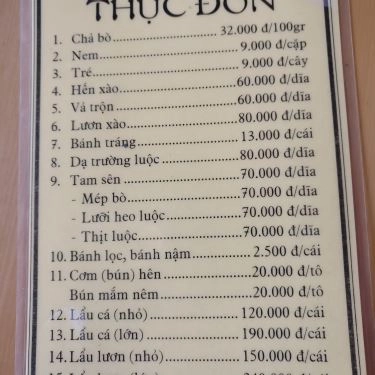 THỰC ĐƠN
1. Chả bò ........ 32.000 đ/100gr
2. Nem ........ 9.000 đ/cặp
3. Tré ........ 9.000 đ/cây
4. Hến xào ........ 60.000 đ/dĩa
5. Vả trộn ........ 60.000 đ/dĩa
6. Lươn xào ........ 80.000 đ/dĩa
7. Bánh tráng ........ 13.000 đ/cái
8. Dạ trường luộc ........ 80.000 đ/dĩa
9. Tam sên ........ 70.000 đ/dĩa
- Mép bò ........ 70.000 đ/dĩa
- Lưỡi heo luộc ........ 70.000 đ/dĩa
- Thịt luộc ........ 70.000 đ/dĩa
10. Bánh lọc, bánh nậm ........ 2.500 đ/cái
11. Cơm (bún) hến ........ 20.000 đ/tô
Bún mắm nêm ........ 20.000 đ/tô
12. Lẩu cá (nhỏ) ........ 120.000 đ/cái
13. Lẩu cá (lớn) ........ 190.000 đ/cái
14. Lẩu lươn (nhỏ) ........ 150.000 đ/cái